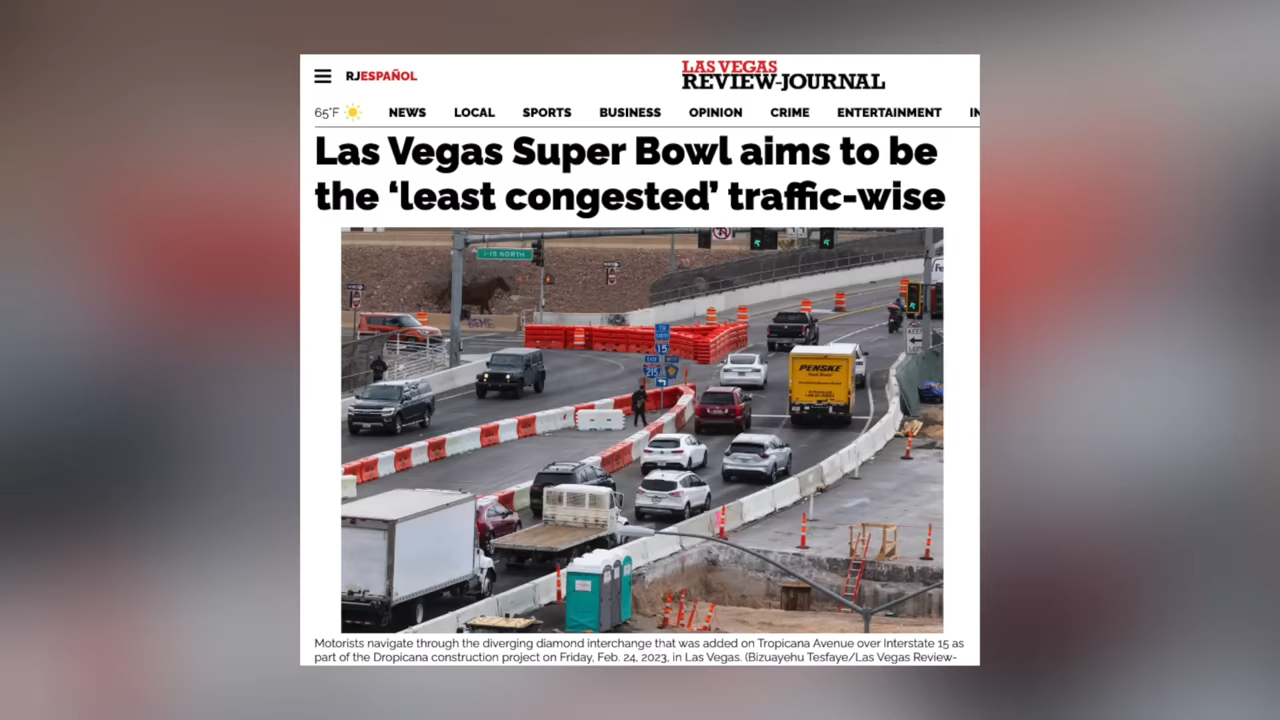 RJESPAÑOL
LAS VEGAS
REVIEW-JOURNAL
65°F NEWS LOCAL SPORTS BUSINESS OPINION CRIME ENTERTAINMENT IN
Las Vegas Super Bowl aims to be
the ‘least congested’ traffic-wise
I-15 NORTH
15
215
KEEP
PENSKE
Motorists navigate through the diverging diamond interchange that was added on Tropicana Avenue over Interstate 15 as
part of the Dropicana construction project on Friday, Feb. 24, 2023, in Las Vegas. (Bizuayehu Tesfaye/Las Vegas Review-